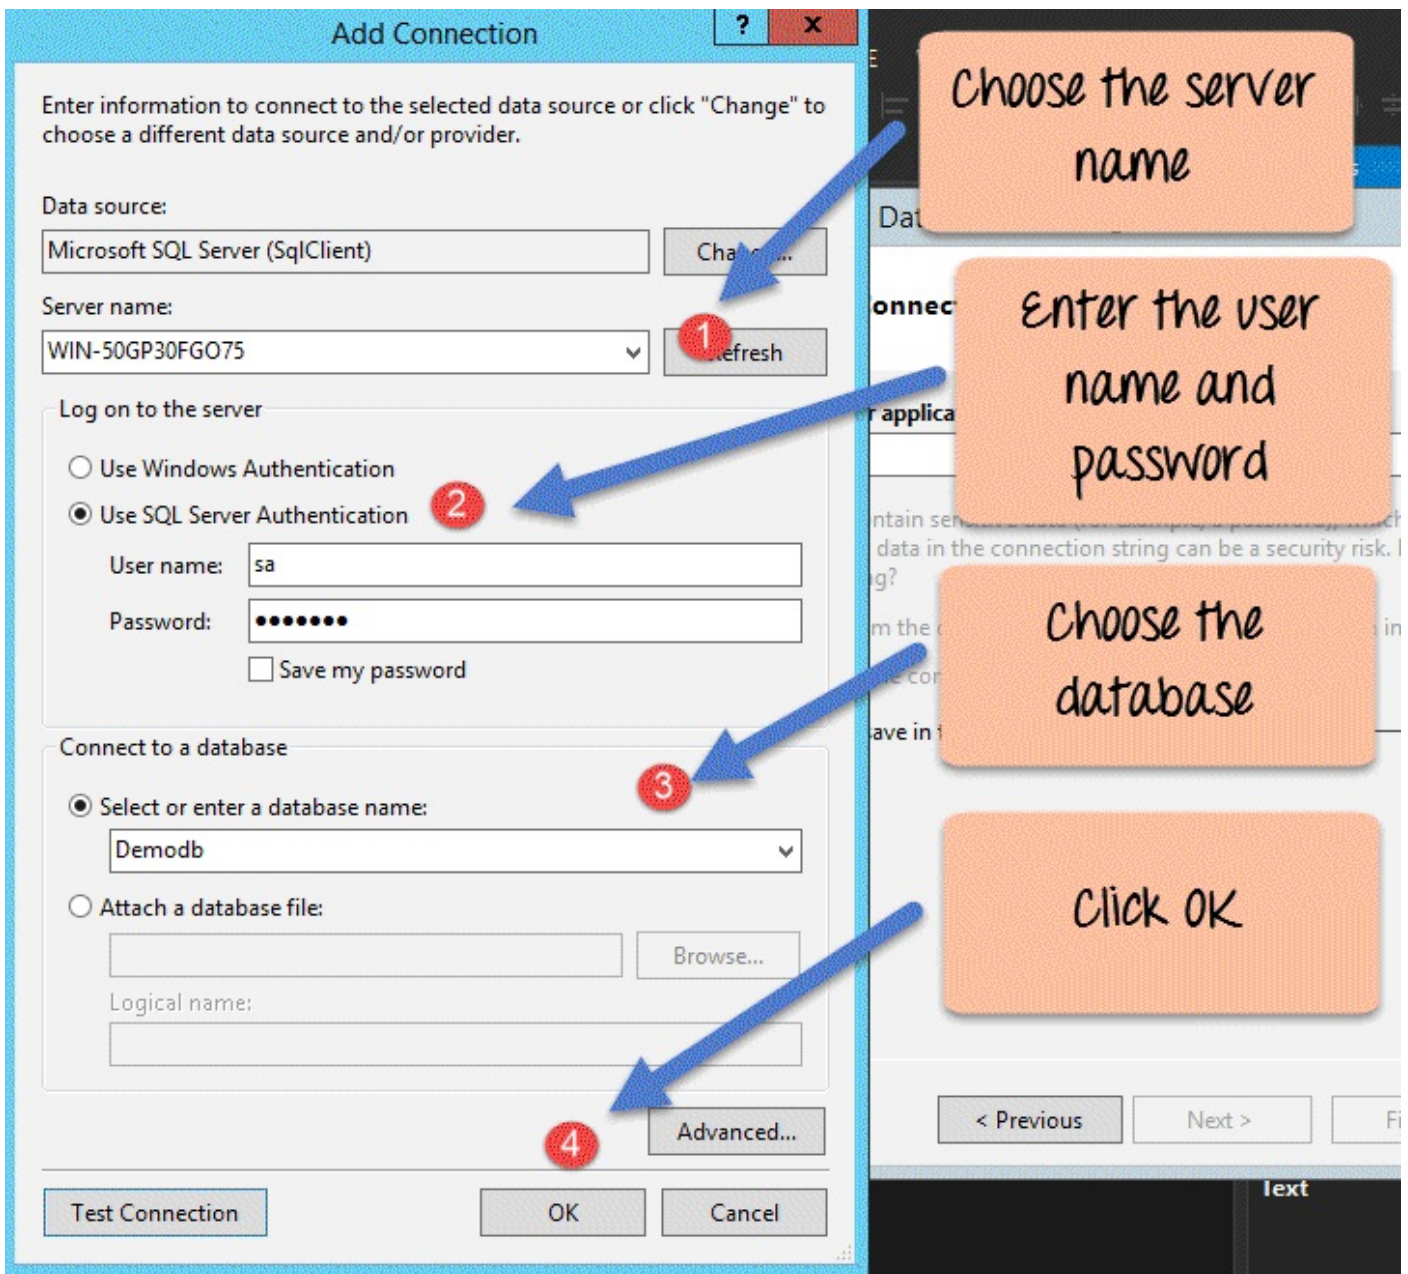 Add Connection
?
X
Enter information to connect to the selected data source or click "Change" to
choose a different data source and/or provider.
Data source:
Microsoft SQL Server (SqlClient)
Server name:
WIN-50GP30FGO75
1
Log on to the server
Use Windows Authentication
Use SQL Server Authentication
2
User name:
sa
Password:
•••••••
Save my password
Connect to a database
3
Select or enter a database name:
Demodb
Attach a database file:
Browse...
Logical name:
4
Advanced...
Test Connection
OK
Cancel
Choose the server
name
Enter the user
name and
password
data in the connection string can be a security risk.
Choose the
database
Click OK
< Previous
Next >
Text